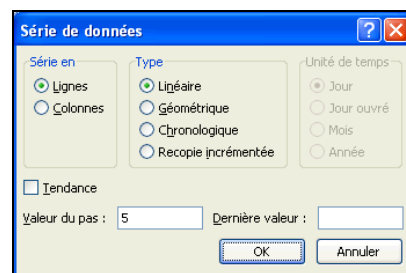 Série de données
Série en
Lignes
Colonnes
Type
Linéaire
Géométrique
Chronologique
Recopie incrémentée
Unité de temps
Jour
Jour ouvré
Mois
Année
Tendance
Valeur du pas : 5 Dernière valeur :
OK Annuler